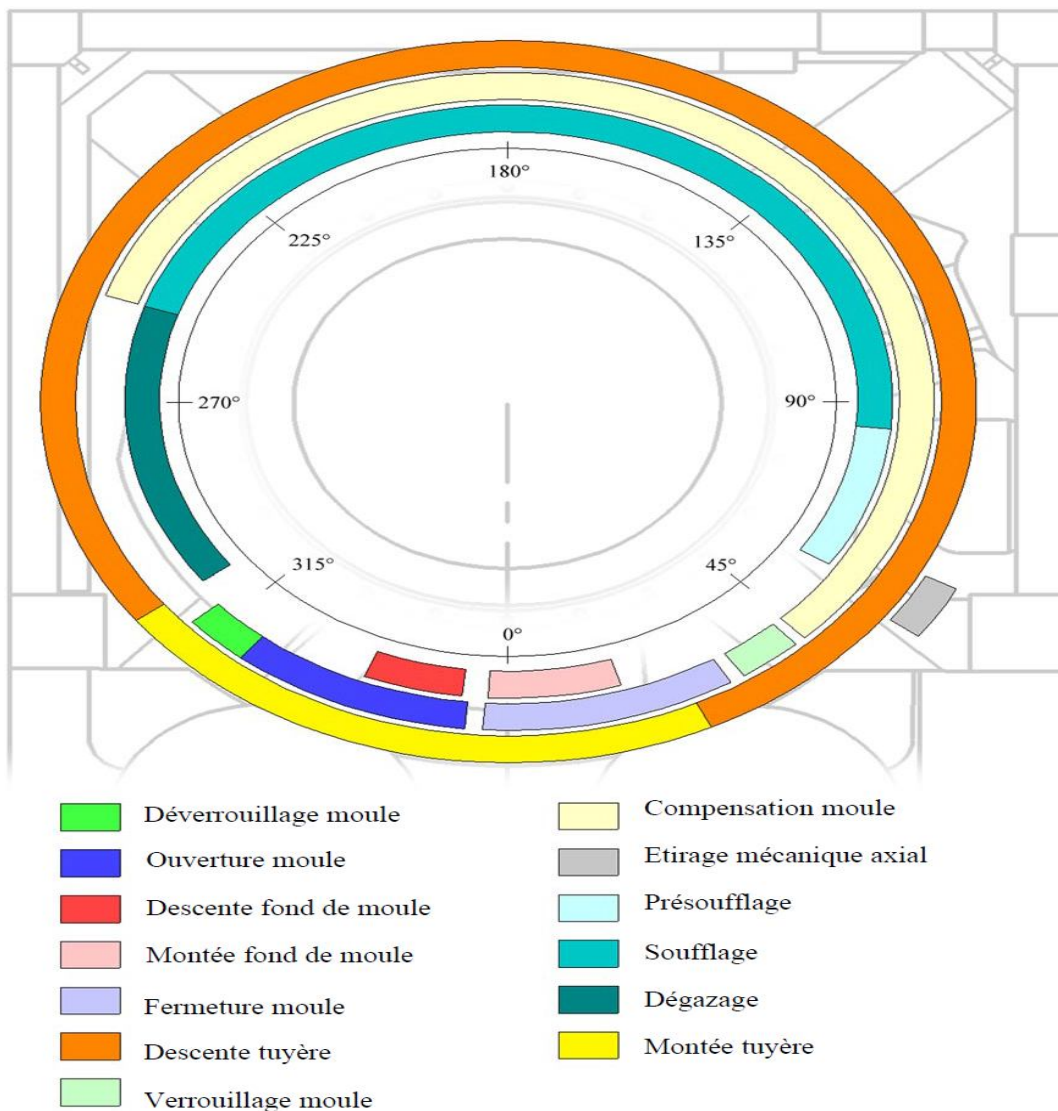 180°
225°
135°
270°
90°
315°
45°
0°
Déverrouillage moule
Ouverture moule
Descente fond de moule
Montée fond de moule
Fermeture moule
Descente tuyère
Verrouillage moule
Compensation moule
Etirage mécanique axial
Présoufflage
Soufflage
Dégazage
Montée tuyère